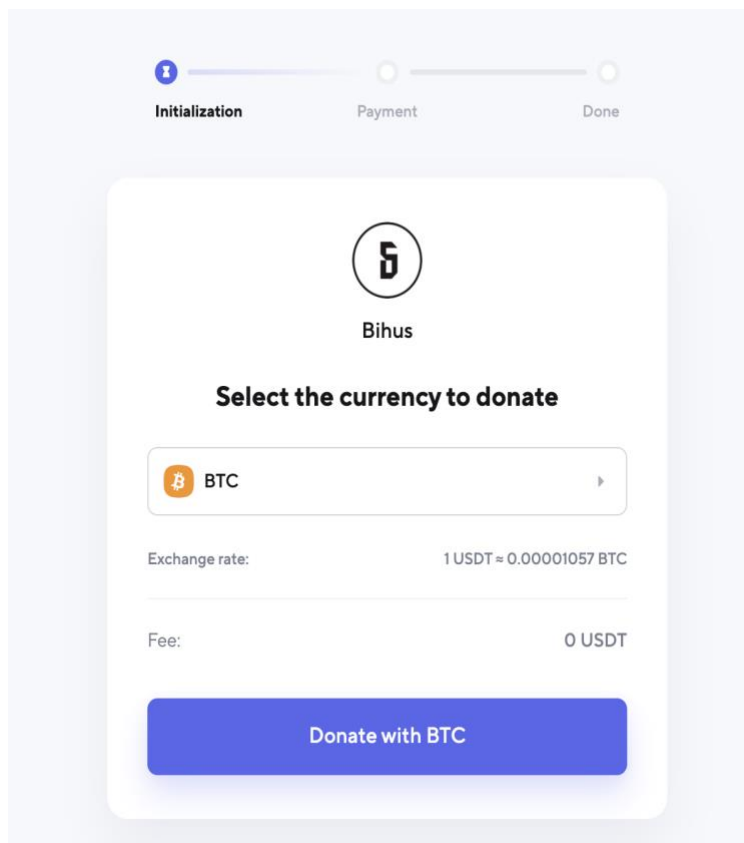 Initialization Payment Done
Bihus
Select the currency to donate
BTC
Exchange rate: 1 USDT ≈ 0.00001057 BTC
Fee: 0 USDT
Donate with BTC